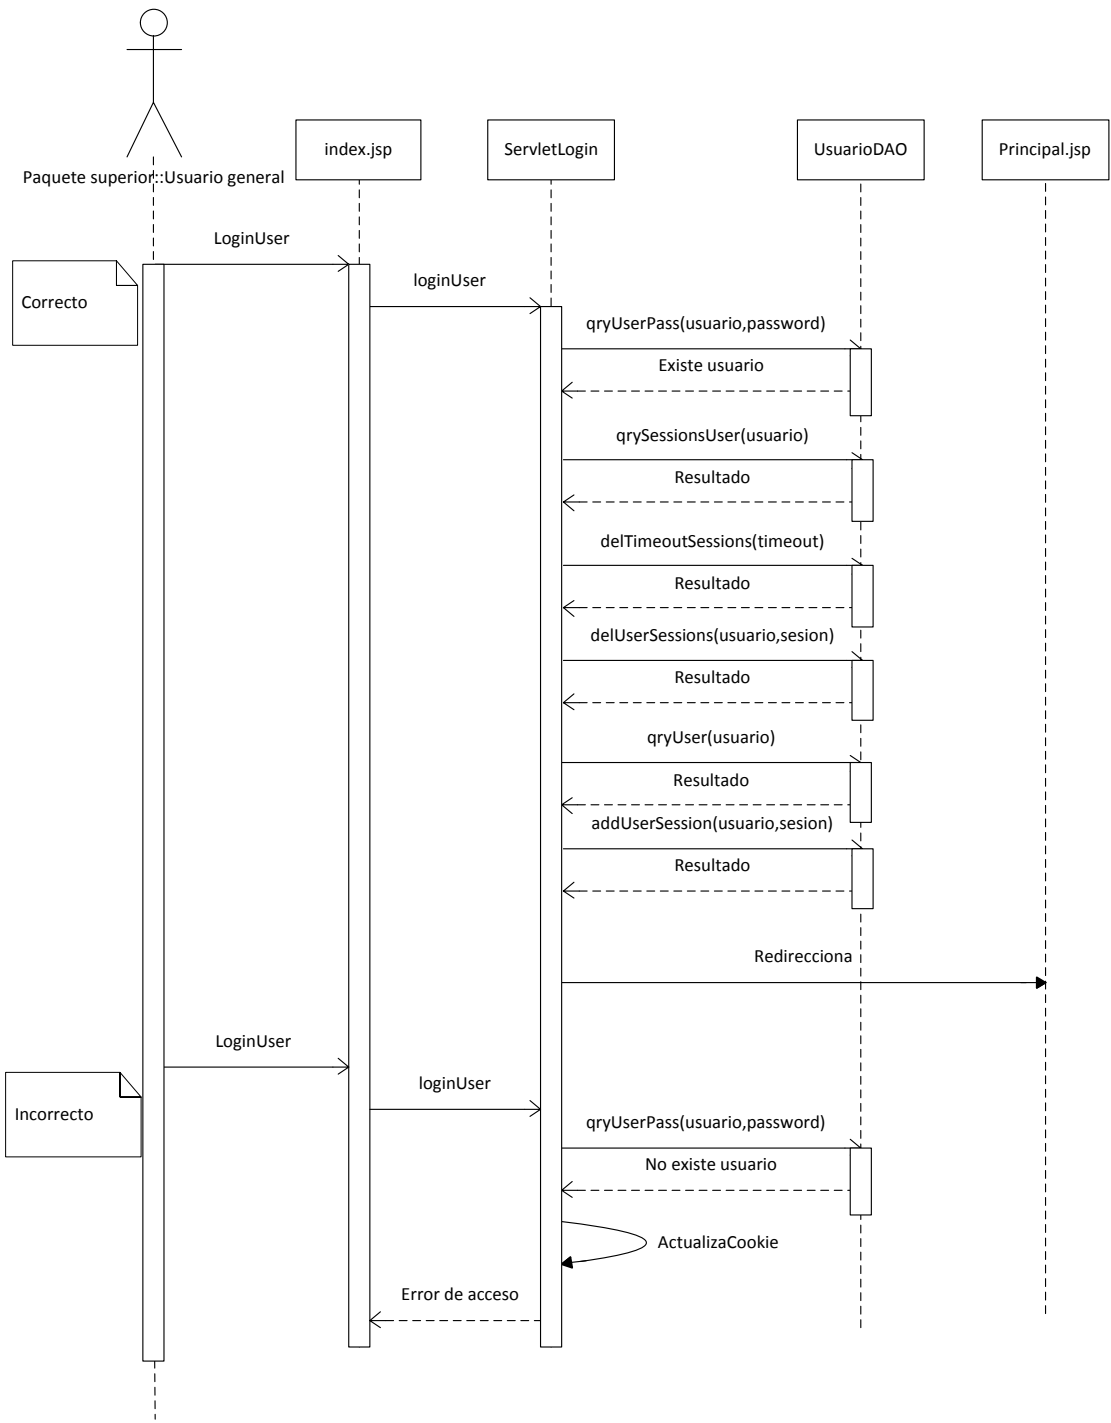 index.jsp
ServletLogin
UsuarioDAO
Principal.jsp
Paquete superior::Usuario general
LoginUser
Correcto
loginUser
qryUserPass(usuario,password)
Existe usuario
qrySessionsUser(usuario)
Resultado
delTimeoutSessions(timeout)
Resultado
delUserSessions(usuario,sesion)
Resultado
qryUser(usuario)
Resultado
addUserSession(usuario,sesion)
Resultado
Redirecciona
LoginUser
loginUser
Incorrecto
qryUserPass(usuario,password)
No existe usuario
ActualizaCookie
Error de acceso